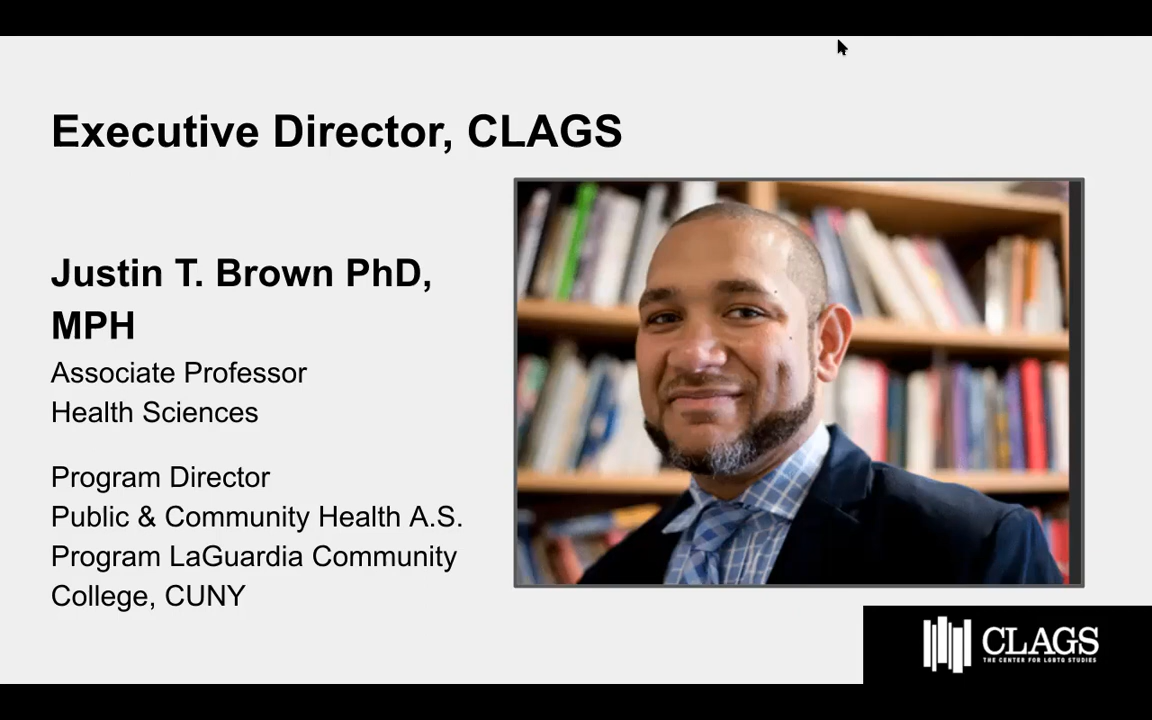 Executive Director, CLAGS
Justin T. Brown PhD,
MPH
Associate Professor
Health Sciences
Program Director
Public & Community Health A.S.
Program LaGuardia Community
College, CUNY
CLAGS
THE CENTER FOR LGBTQ STUDIES